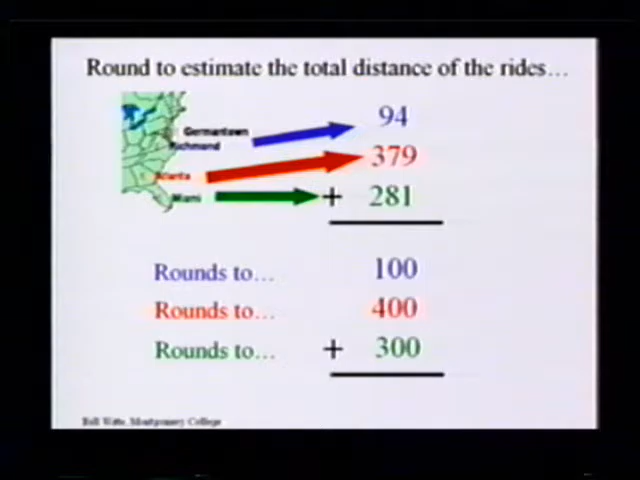 Round to estimate the total distance of the rides…
94
Germantown
Richmond
379
Atlanta
Miami
+ 281
Rounds to… 100
Rounds to… 400
Rounds to… + 300
Bill Witte, Montgomery College